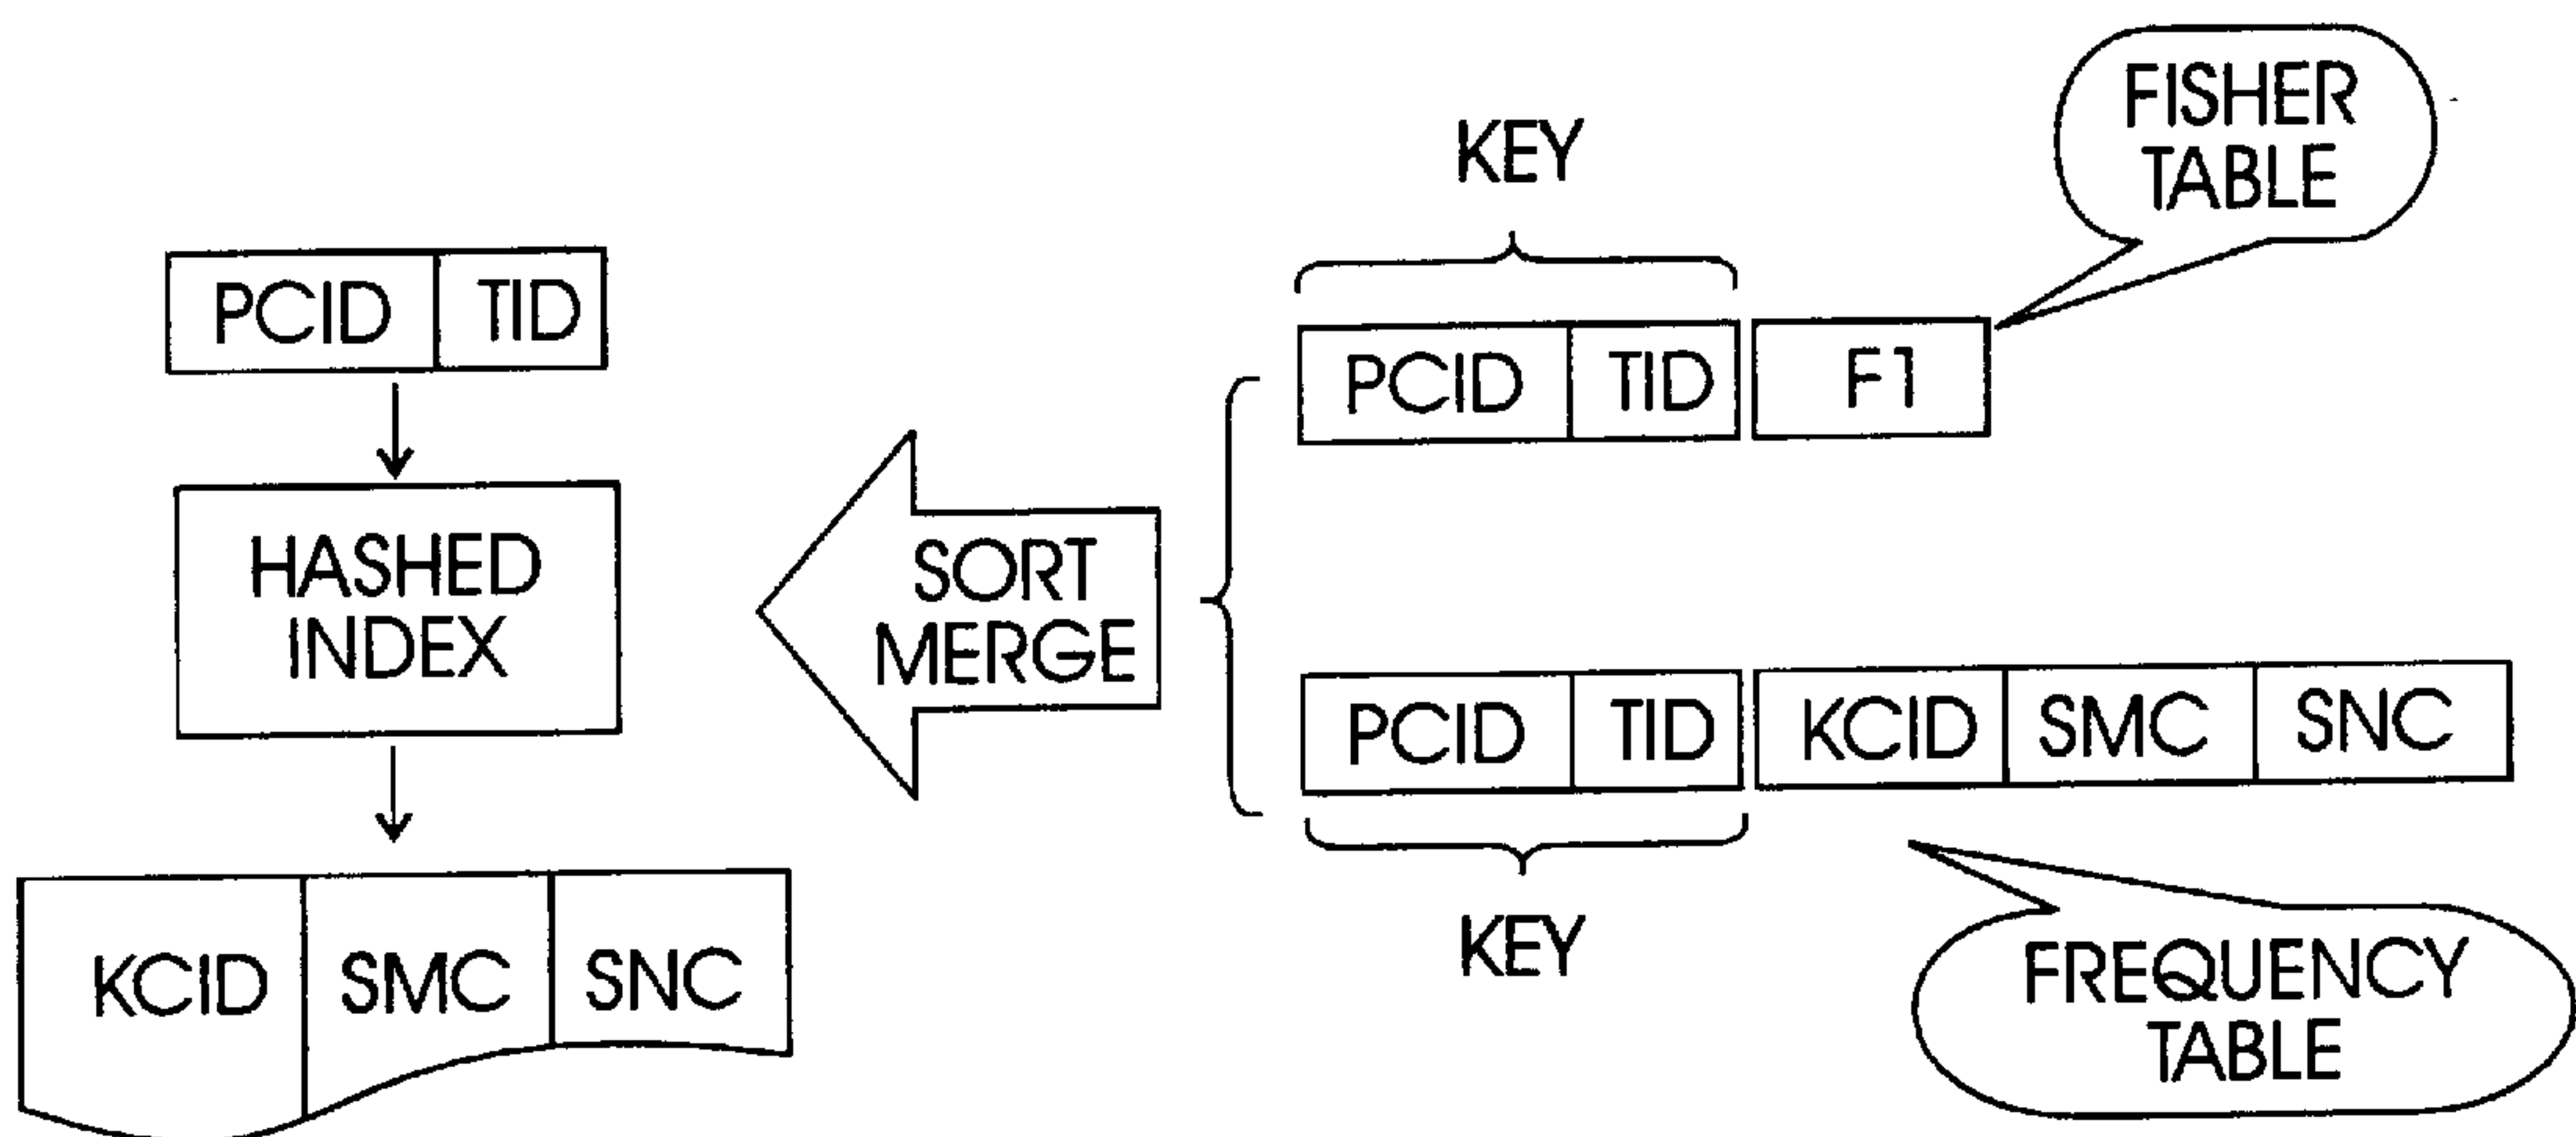 FISHER
TABLE
KEY
PCID TID
PCID TID F1
HASHED
INDEX
SORT
MERGE
PCID TID KCID SMC SNC
KCID SMC SNC
KEY
FREQUENCY
TABLE